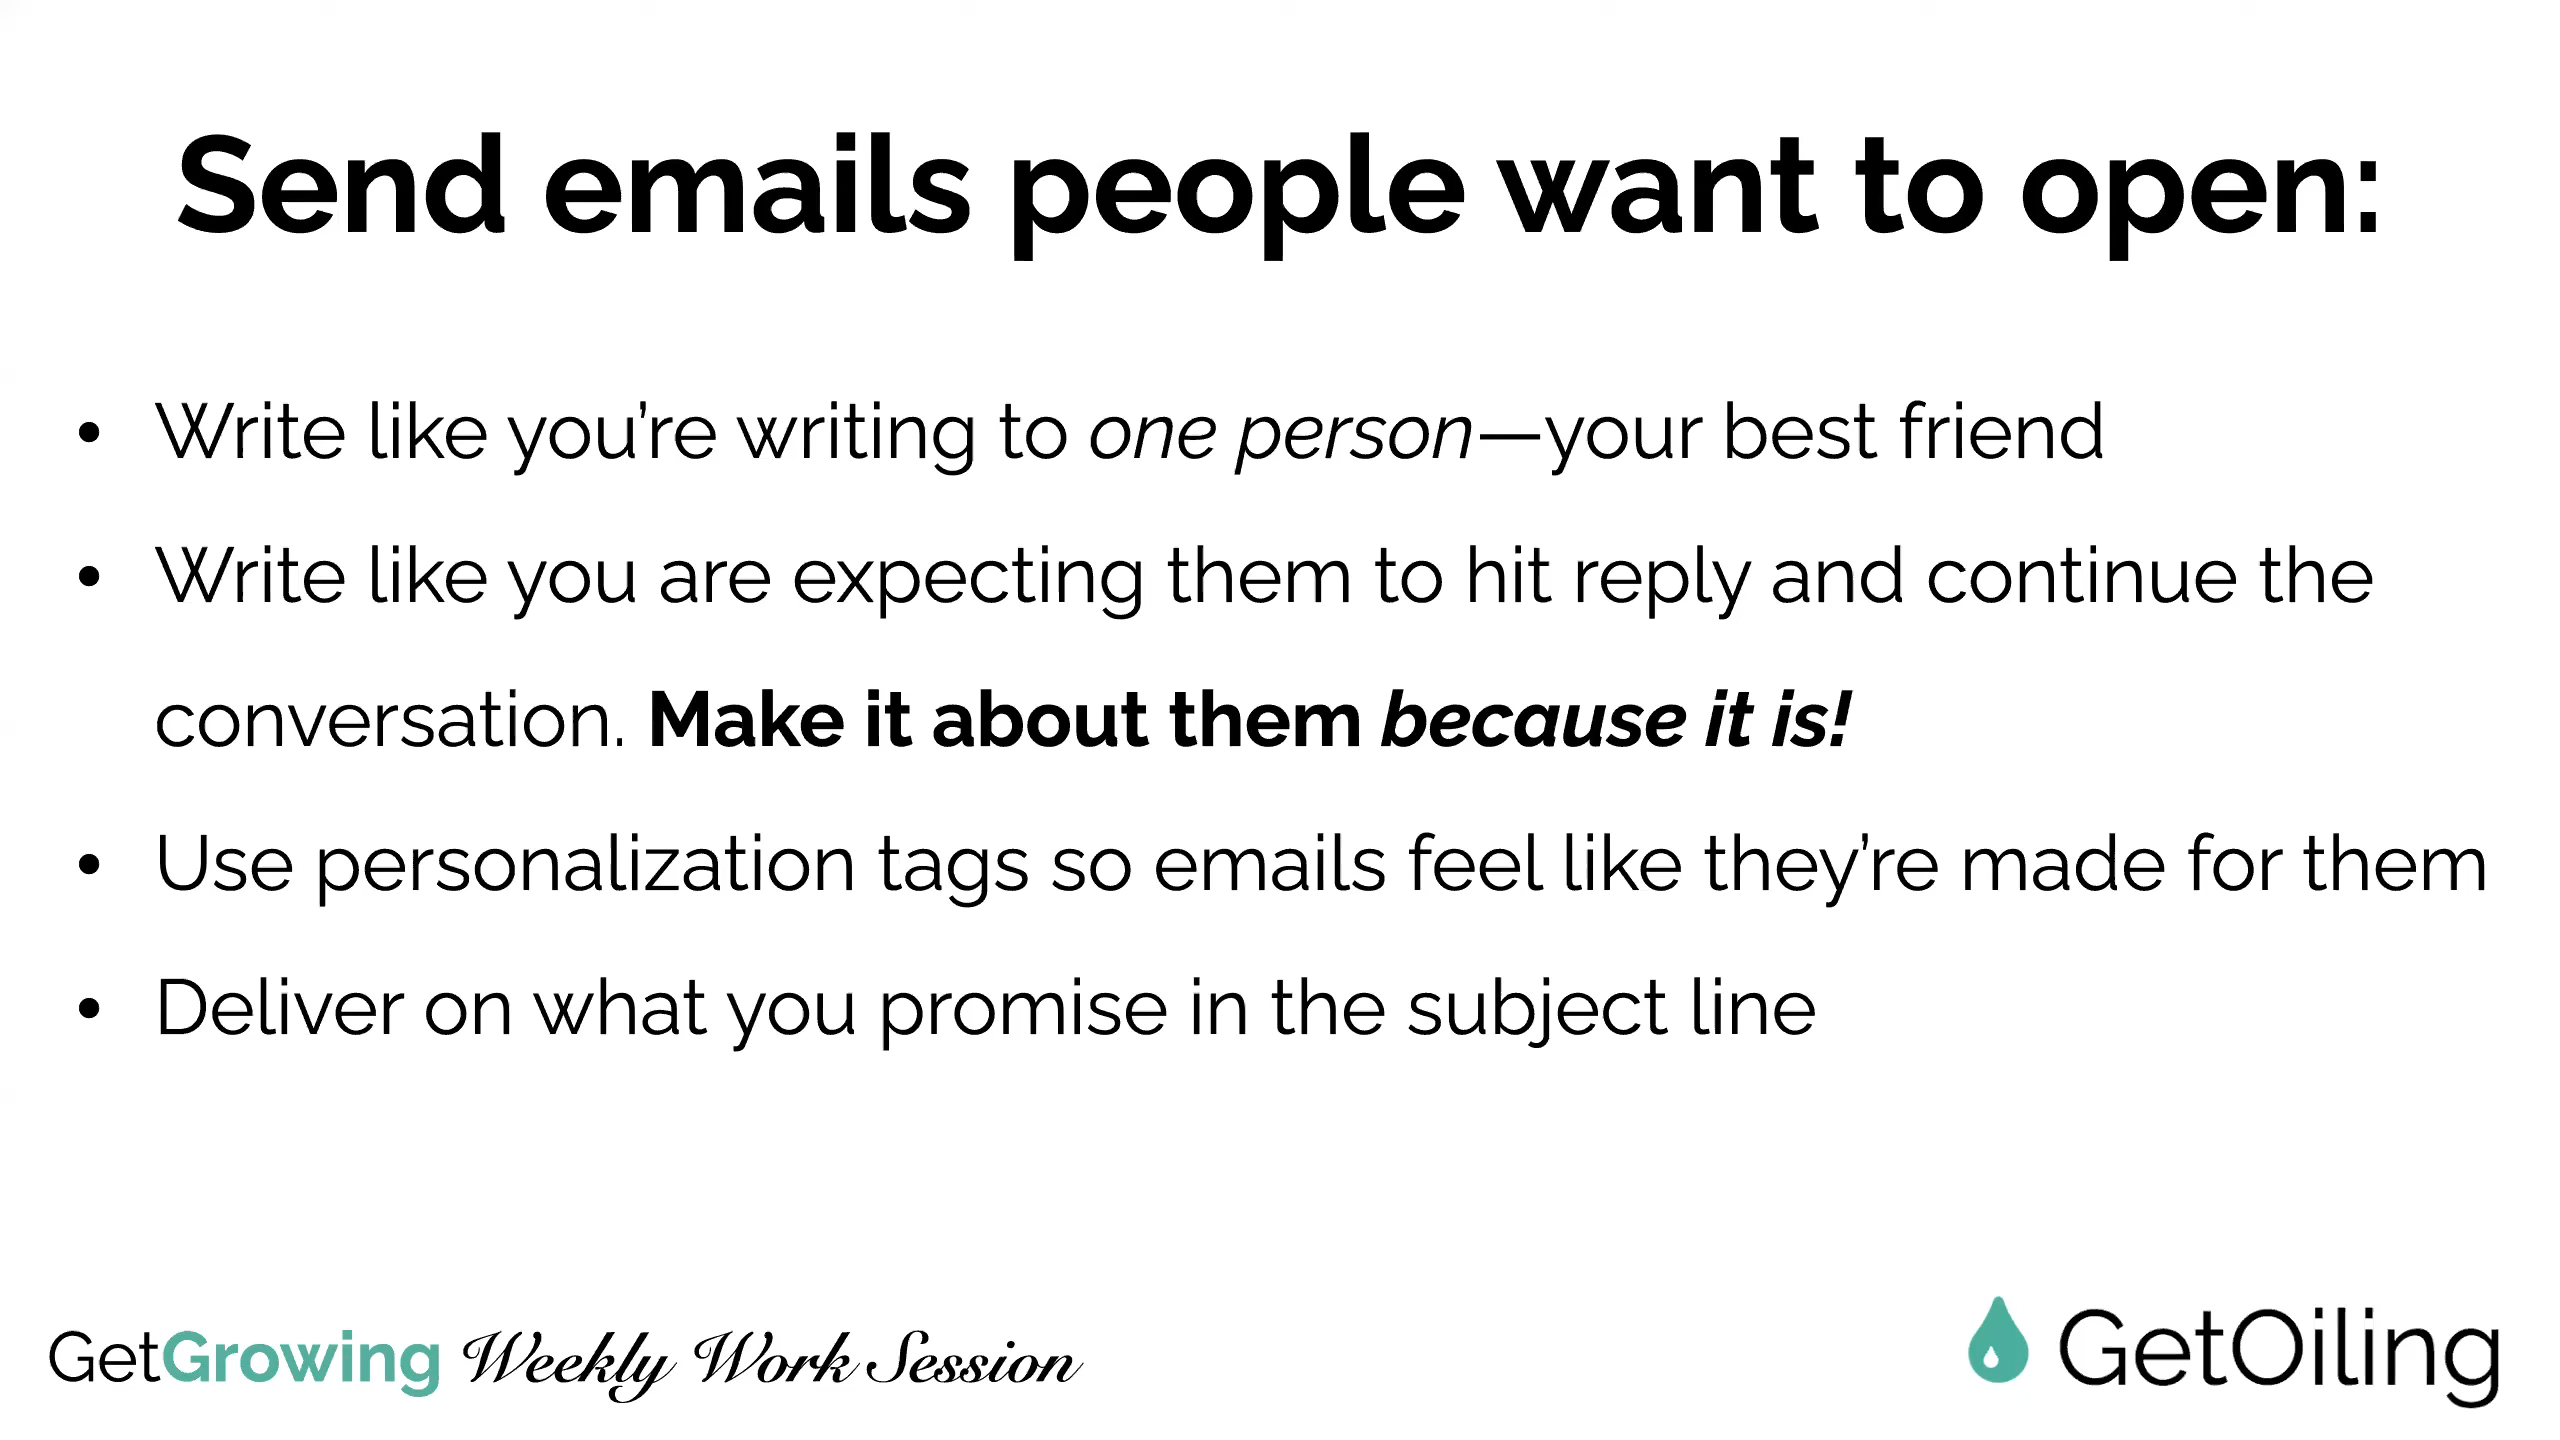 Send emails people want to open:
• Write like you’re writing to one person—your best friend
• Write like you are expecting them to hit reply and continue the
conversation. Make it about them because it is!
• Use personalization tags so emails feel like they’re made for them
• Deliver on what you promise in the subject line
GetGrowing Weekly Work Session
GetOiling